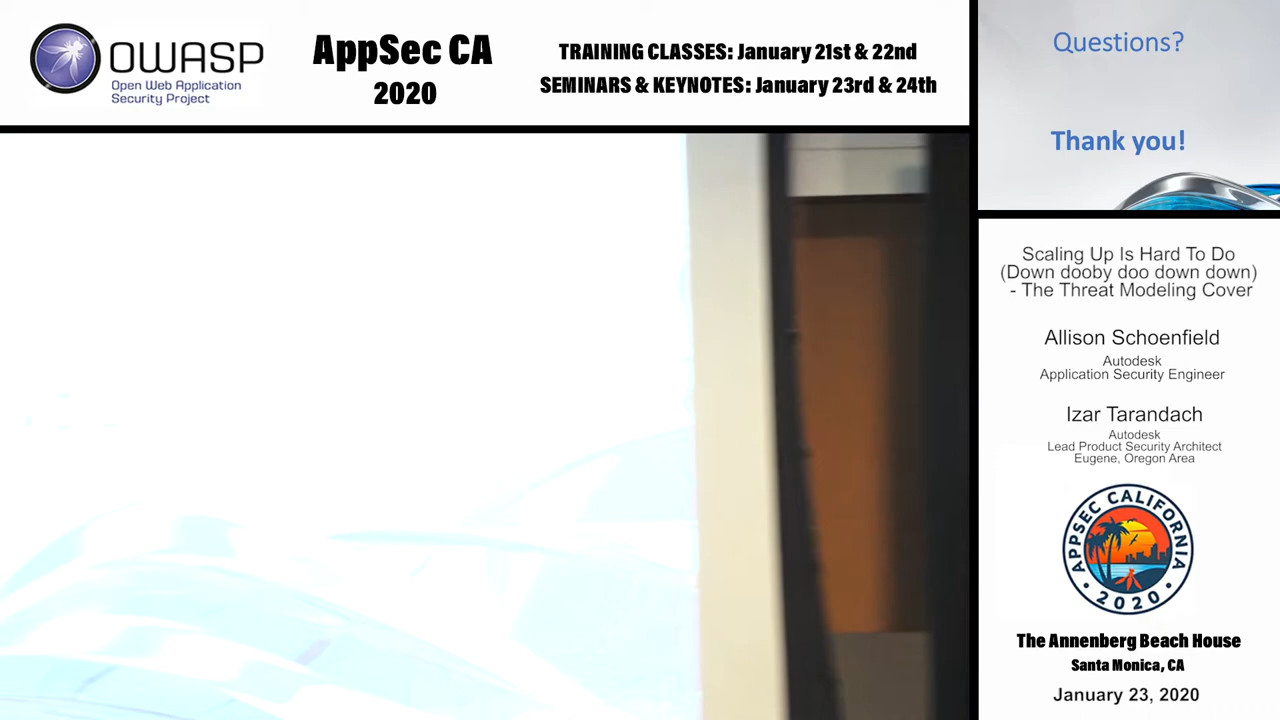 OWASP
Open Web Application
Security Project
AppSec CA
2020
TRAINING CLASSES: January 21st & 22nd
SEMINARS & KEYNOTES: January 23rd & 24th
Questions?
Thank you!
Scaling Up Is Hard To Do
(Down dooby doo down down)
- The Threat Modeling Cover
Allison Schoenfield
Autodesk
Application Security Engineer
Izar Tarandach
Autodesk
Lead Product Security Architect
Eugene, Oregon Area
APPSEC CALIFORNIA
• 2020 •
The Annenberg Beach House
Santa Monica, CA
January 23, 2020